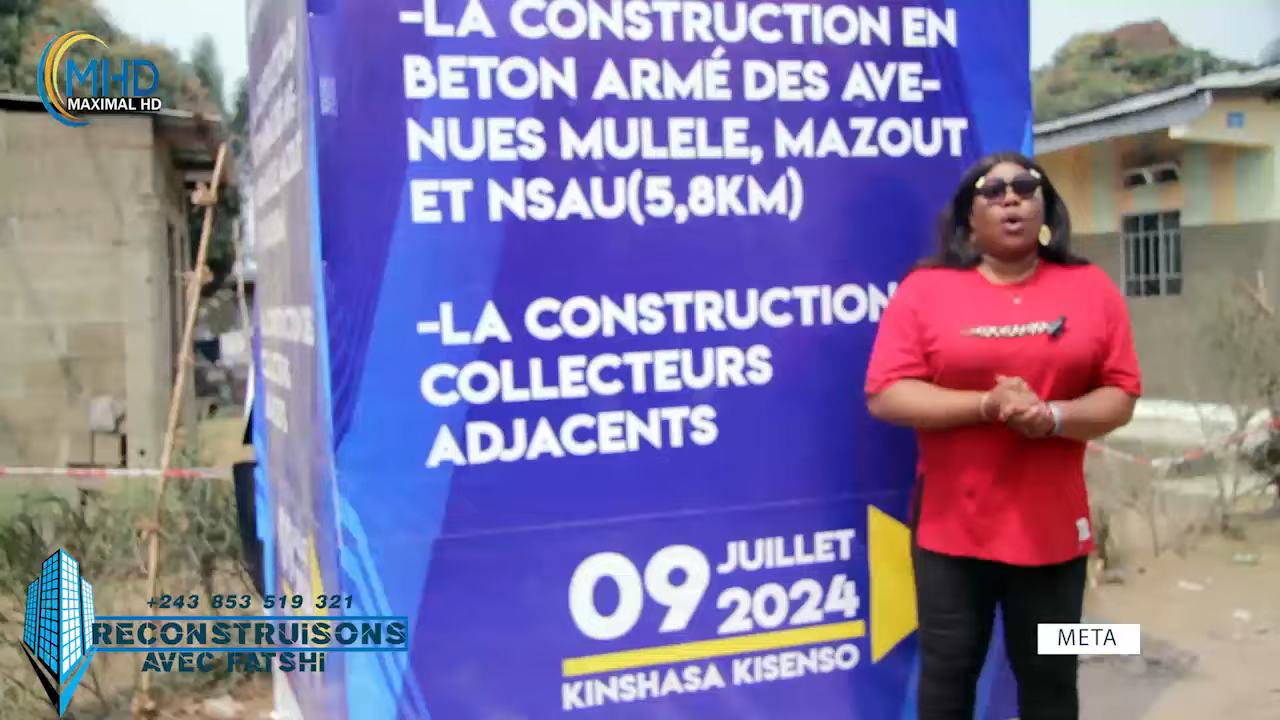 -LA CONSTRUCTION EN
BETON ARMÉ DES AVE-
NUES MULELE, MAZOUT
ET NSAU(5,8KM)
-LA CONSTRUCTION
COLLECTEURS
ADJACENTS
09 JUILLET
2024
KINSHASA KISENSO
MHD
MAXIMAL HD
+243 853 519 321
RECONSTRUISONS
AVEC FATSHi
META